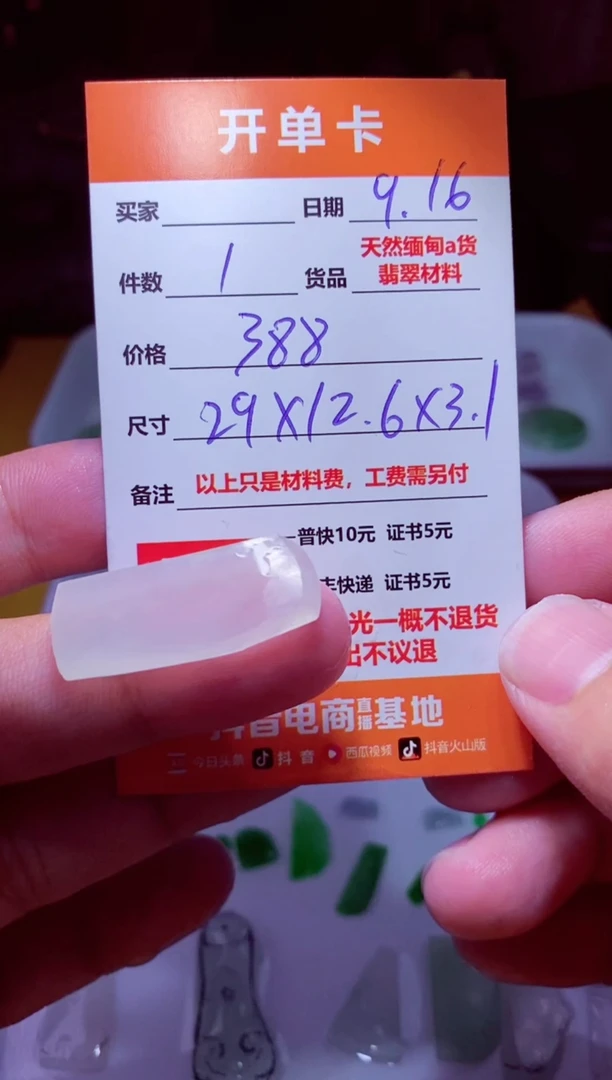 开单卡
买家 日期 9.16
件数 1 货品 天然缅甸a货
翡翠材料
价格 388
尺寸 29X12.6X3.1
备注 以上只是材料费，工费需另付
普快10元 证书5元
快递 证书5元
光一概不退货
出不议退
抖音电商直播基地
今日头条 抖音 西瓜视频 抖音火山版